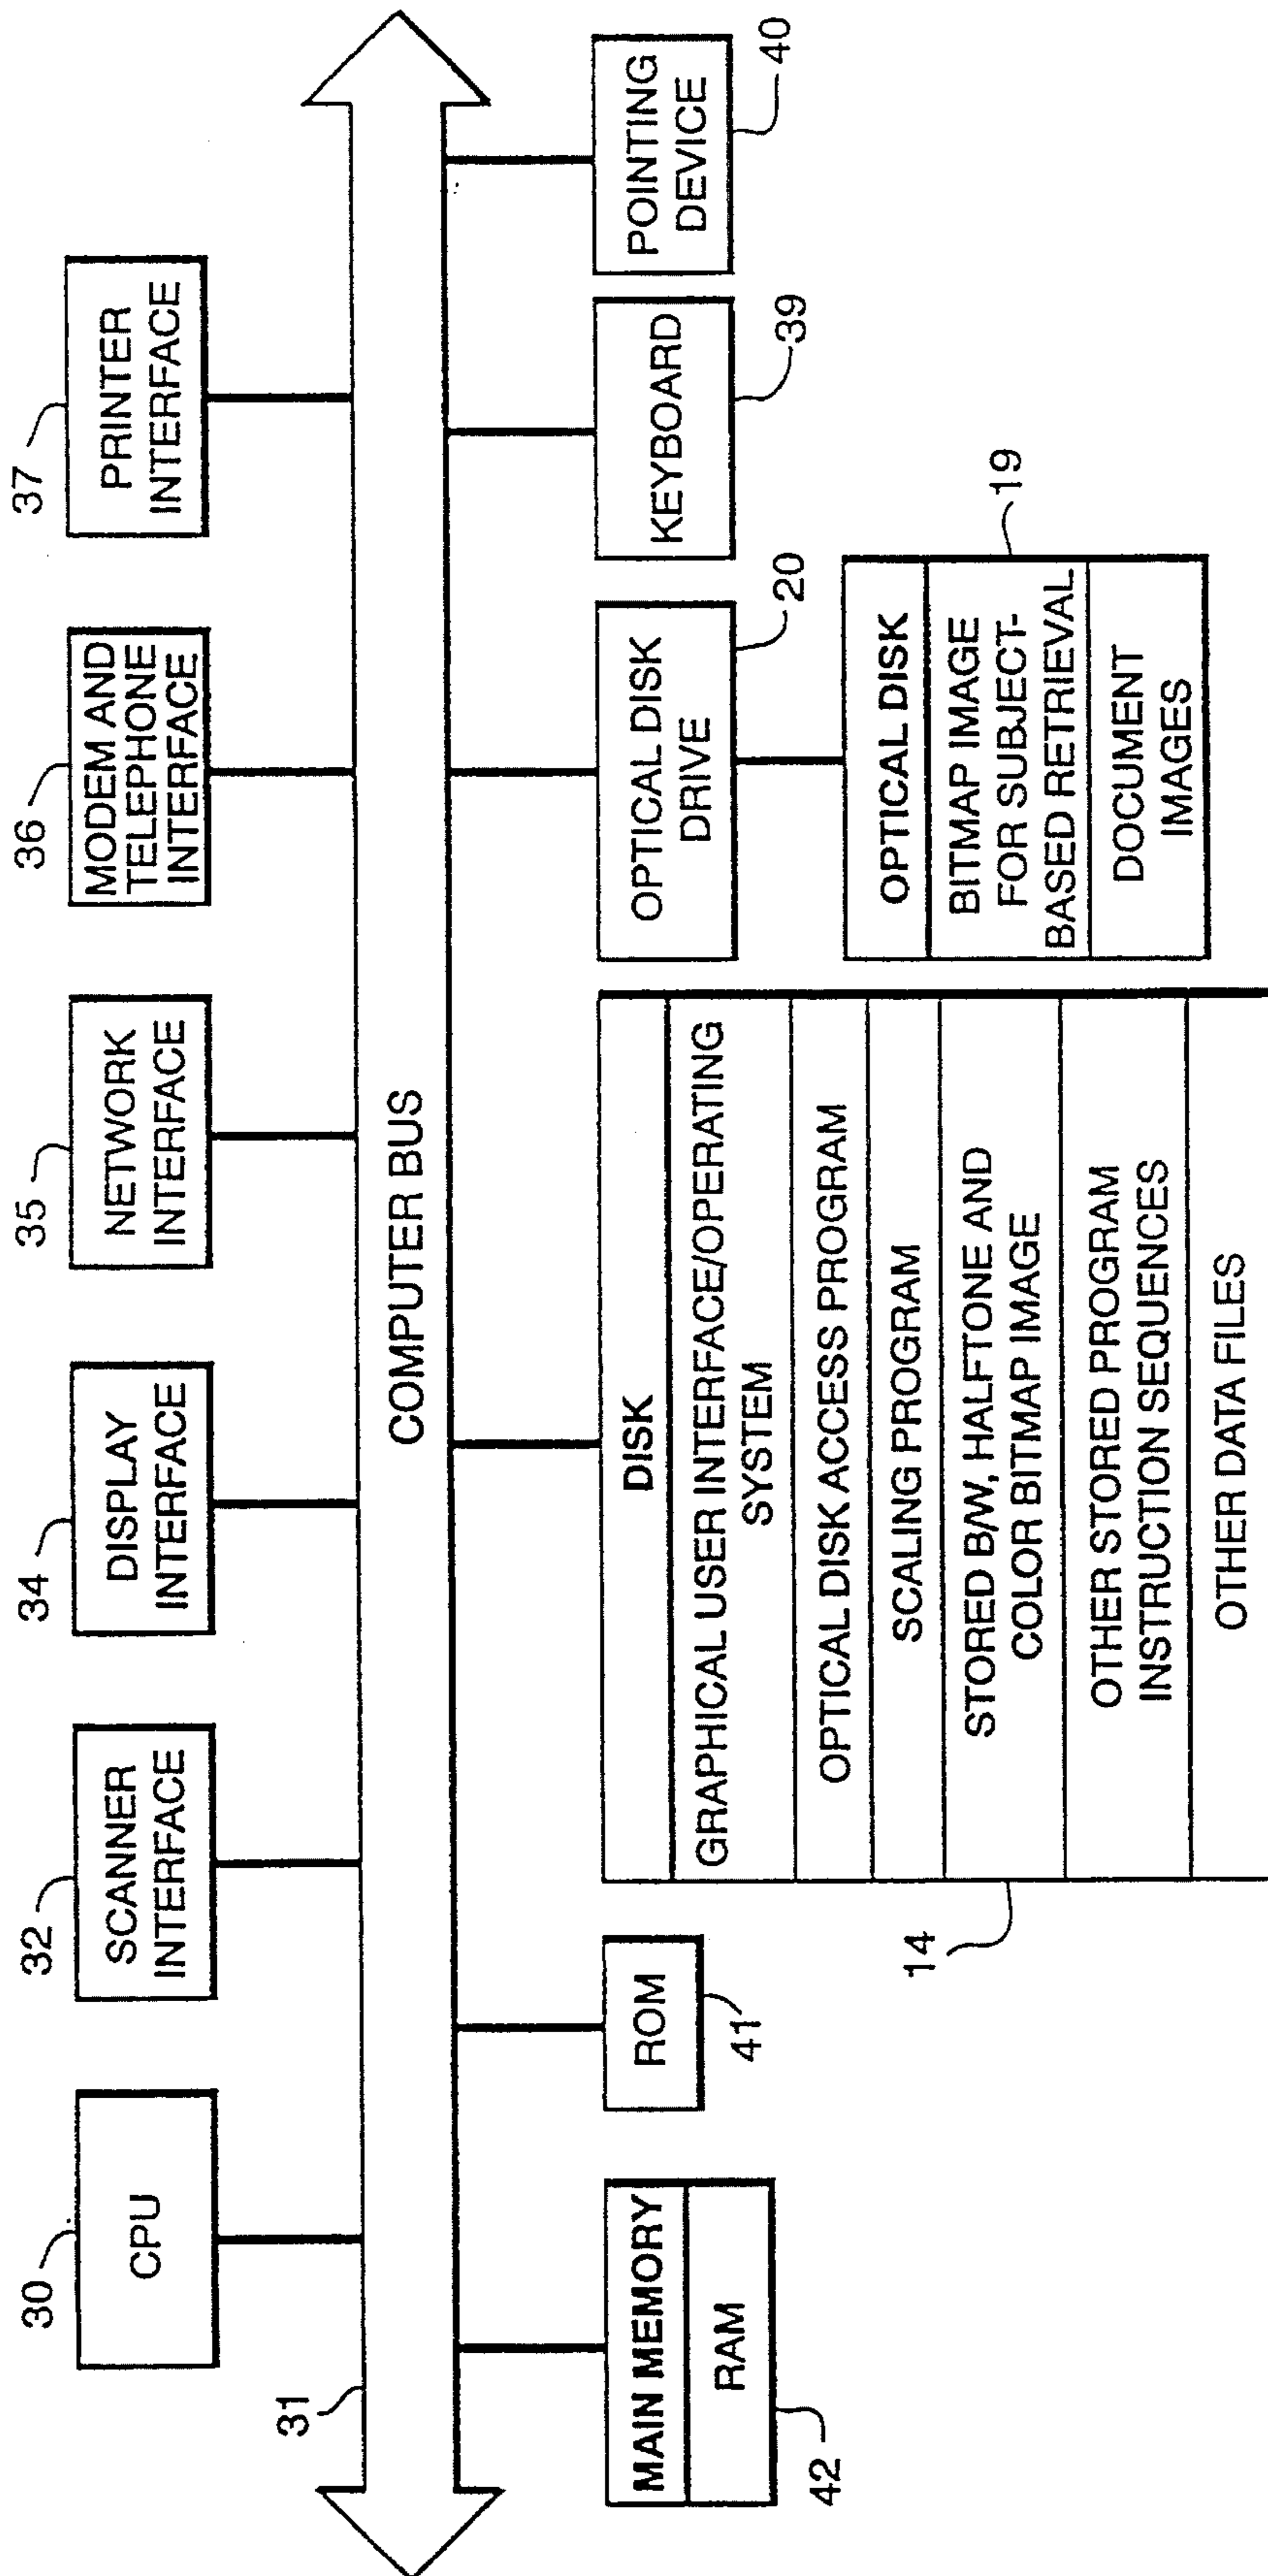 30
CPU
32
SCANNER
INTERFACE
34
DISPLAY
INTERFACE
35
NETWORK
INTERFACE
36
MODEM AND
TELEPHONE
INTERFACE
37
PRINTER
INTERFACE
31
COMPUTER BUS
MAIN MEMORY
RAM
42
ROM
41
DISK
GRAPHICAL USER INTERFACE/OPERATING
SYSTEM
OPTICAL DISK ACCESS PROGRAM
SCALING PROGRAM
STORED B/W, HALFTONE AND
COLOR BITMAP IMAGE
OTHER STORED PROGRAM
INSTRUCTION SEQUENCES
OTHER DATA FILES
14
OPTICAL DISK
DRIVE
20
OPTICAL DISK
BITMAP IMAGE
FOR SUBJECT-
BASED RETRIEVAL
DOCUMENT
IMAGES
19
KEYBOARD
39
POINTING
DEVICE
40